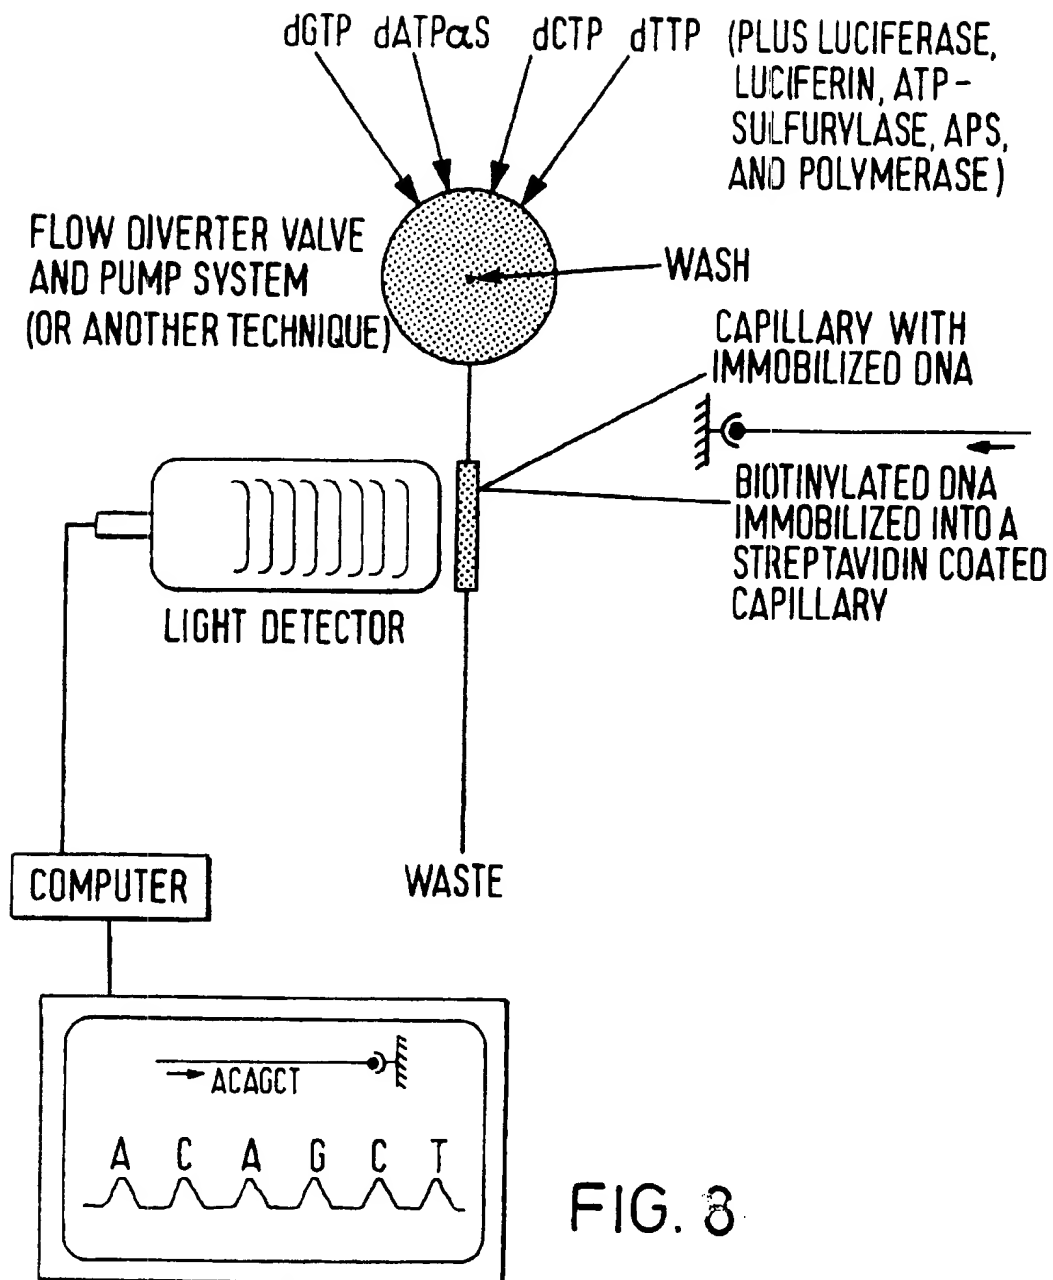 dGTP dATPαS dCTP dTTP (PLUS LUCIFERASE,
LUCIFERIN, ATP-
SULFURYLASE, APS,
AND POLYMERASE)
FLOW DIVERTER VALVE
AND PUMP SYSTEM
(OR ANOTHER TECHNIQUE)
WASH
CAPILLARY WITH
IMMOBILIZED DNA
BIOTINYLATED DNA
IMMOBILIZED INTO A
STREPTAVIDIN COATED
CAPILLARY
LIGHT DETECTOR
COMPUTER
WASTE
ACAGCT
A C A G C T
FIG. 8